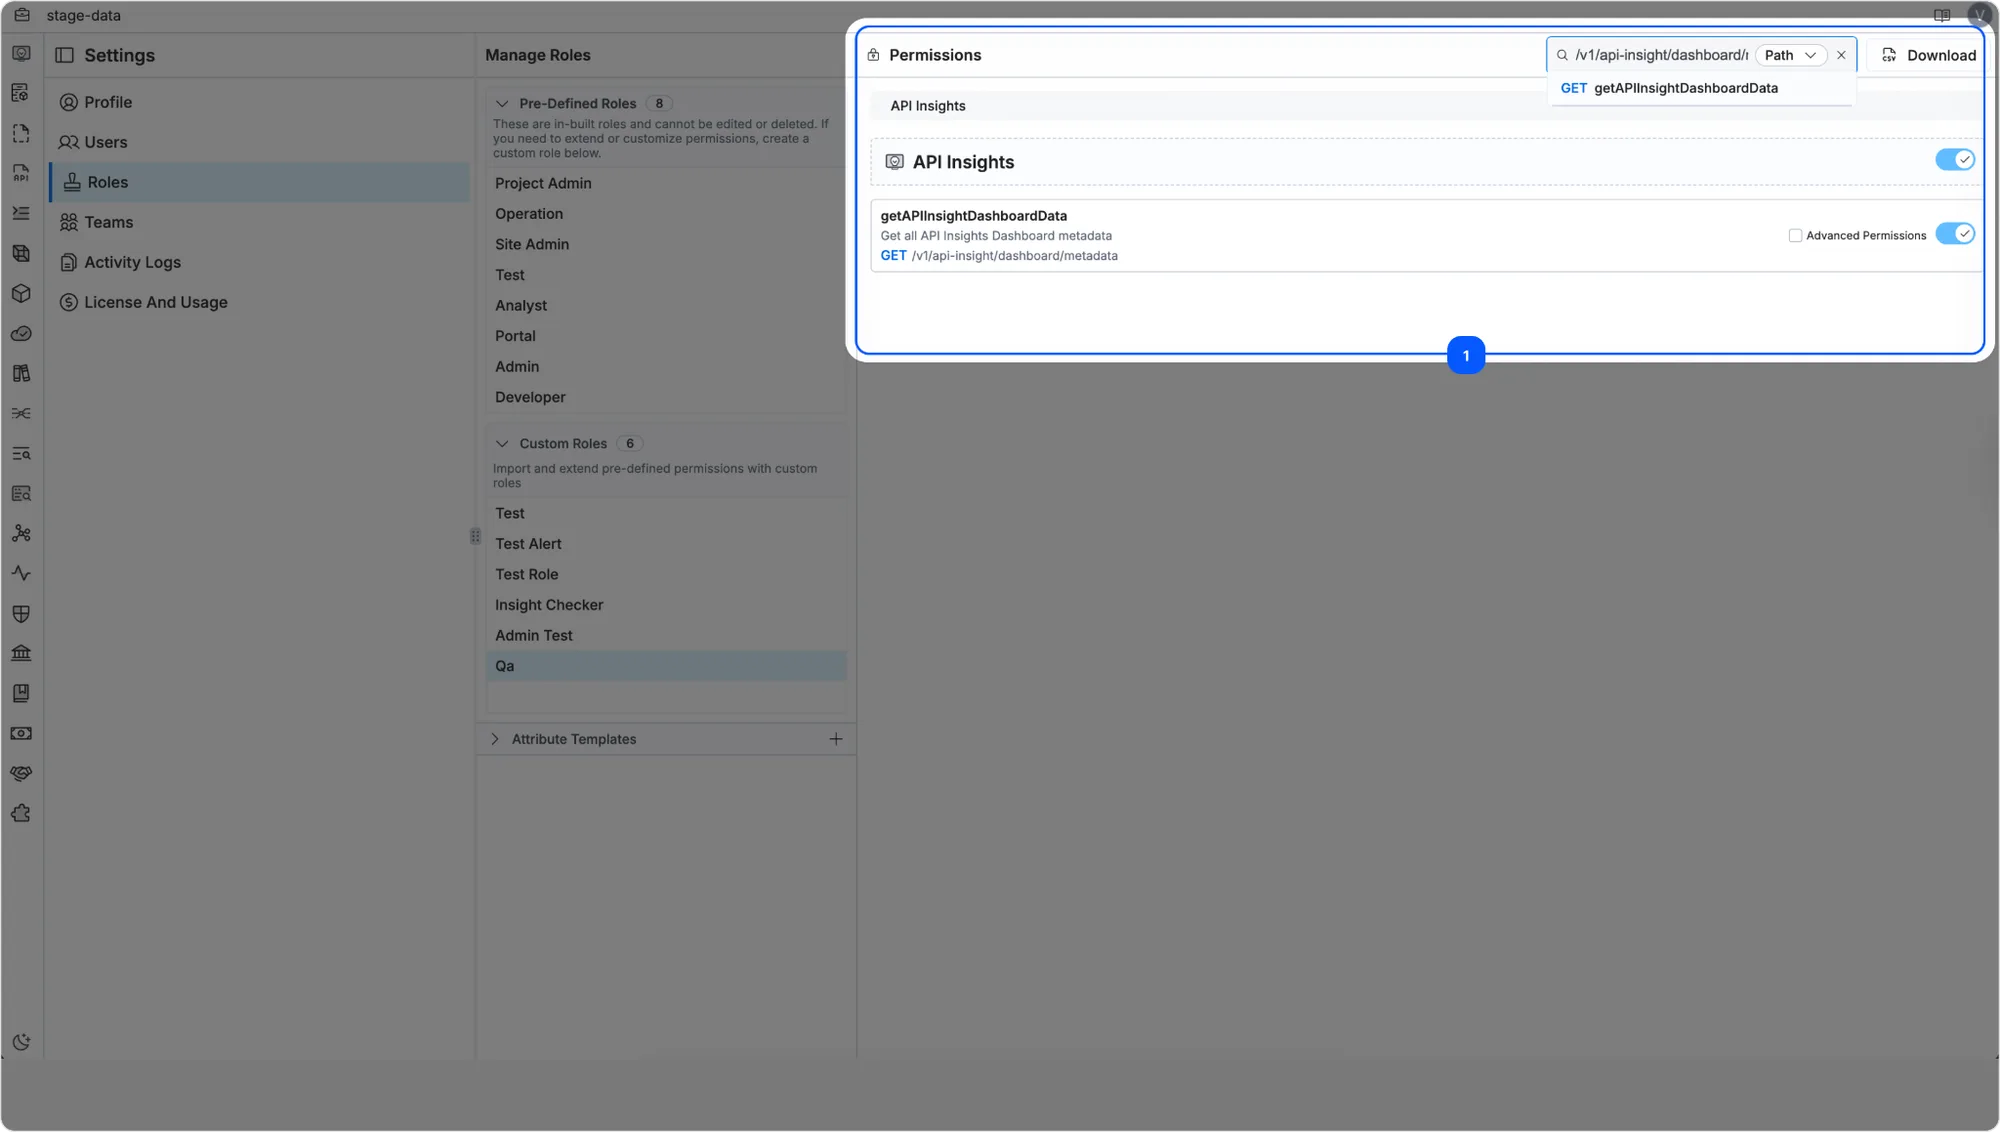 stage-data
V
Settings
Profile
Users
Roles
Teams
Activity Logs
License And Usage
Manage Roles
Pre-Defined Roles 8
These are in-built roles and cannot be edited or deleted. If
you need to extend or customize permissions, create a
custom role below.
Project Admin
Operation
Site Admin
Test
Analyst
Portal
Admin
Developer
Custom Roles 6
Import and extend pre-defined permissions with custom
roles
Test
Test Alert
Test Role
Insight Checker
Admin Test
Qa
Attribute Templates
Permissions
/v1/api-insight/dashboard/
Path
CSV
Download
GET getAPIInsightDashboardData
API Insights
API Insights
getAPIInsightDashboardData
Get all API Insights Dashboard metadata
GET /v1/api-insight/dashboard/metadata
Advanced Permissions
1
API